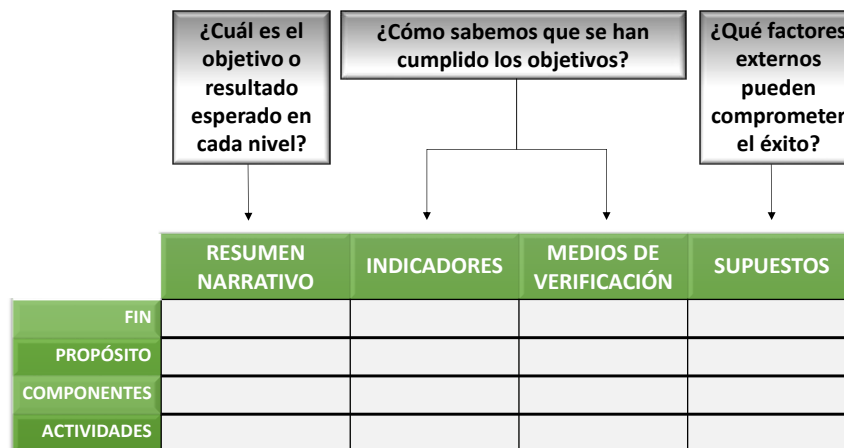 ¿Cuál es el
objetivo o
resultado
esperado en
cada nivel?
¿Cómo sabemos que se han
cumplido los objetivos?
¿Qué factores
externos
pueden
comprometer
el éxito?
RESUMEN
NARRATIVO
INDICADORES
MEDIOS DE
VERIFICACIÓN
SUPUESTOS
FIN
PROPÓSITO
COMPONENTES
ACTIVIDADES